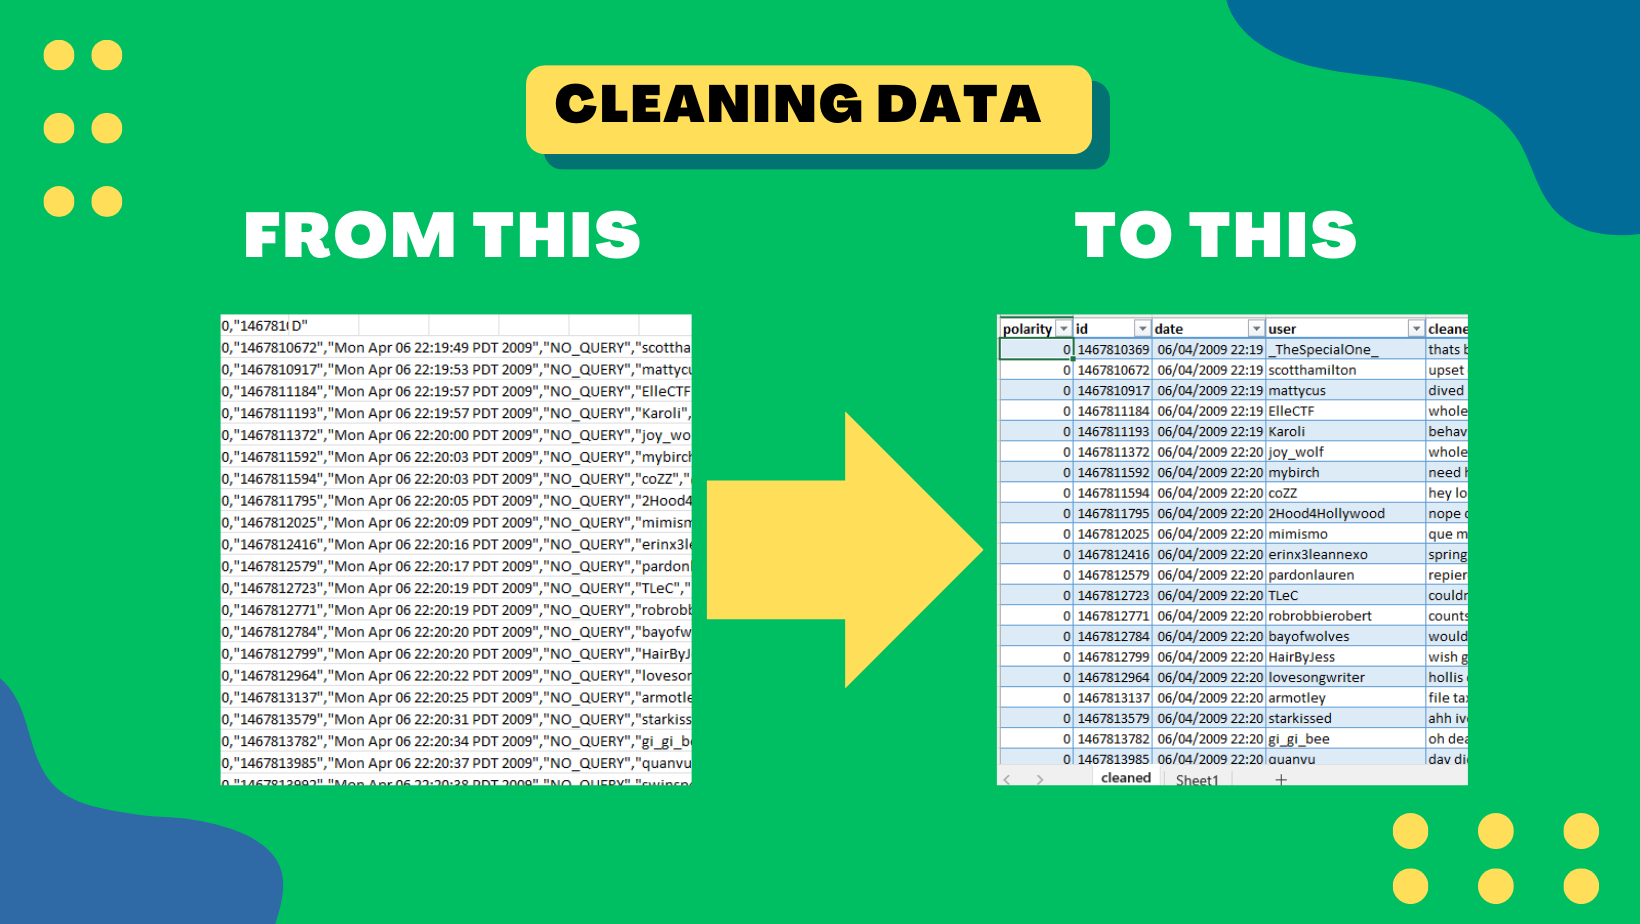 CLEANING DATA
FROM THIS
TO THIS
0,"146781( D"
0,"1467810672","Mon Apr 06 22:19:49 PDT 2009","NO_QUERY","scottha
0,"1467810917","Mon Apr 06 22:19:53 PDT 2009","NO_QUERY","mattycu
0,"1467811184","Mon Apr 06 22:19:57 PDT 2009","NO_QUERY","ElleCTF
0,"1467811193","Mon Apr 06 22:19:57 PDT 2009","NO_QUERY","Karoli",
0,"1467811372","Mon Apr 06 22:20:00 PDT 2009","NO_QUERY","joy_wo
0,"1467811592","Mon Apr 06 22:20:03 PDT 2009","NO_QUERY","mybirch
0,"1467811594","Mon Apr 06 22:20:03 PDT 2009","NO_QUERY","coZZ","
0,"1467811795","Mon Apr 06 22:20:05 PDT 2009","NO_QUERY","2Hood4
0,"1467812025","Mon Apr 06 22:20:09 PDT 2009","NO_QUERY","mimism
0,"1467812416","Mon Apr 06 22:20:16 PDT 2009","NO_QUERY","erinx3le
0,"1467812579","Mon Apr 06 22:20:17 PDT 2009","NO_QUERY","pardonl
0,"1467812723","Mon Apr 06 22:20:19 PDT 2009","NO_QUERY","TLeC","
0,"1467812771","Mon Apr 06 22:20:19 PDT 2009","NO_QUERY","robrobb
0,"1467812784","Mon Apr 06 22:20:20 PDT 2009","NO_QUERY","bayofw
0,"1467812799","Mon Apr 06 22:20:20 PDT 2009","NO_QUERY","HairByJ
0,"1467812964","Mon Apr 06 22:20:22 PDT 2009","NO_QUERY","lovesor
0,"1467813137","Mon Apr 06 22:20:25 PDT 2009","NO_QUERY","armotle
0,"1467813579","Mon Apr 06 22:20:31 PDT 2009","NO_QUERY","starkiss
0,"1467813782","Mon Apr 06 22:20:34 PDT 2009","NO_QUERY","gi_gi_be
0,"1467813985","Mon Apr 06 22:20:37 PDT 2009","NO_QUERY","quanvu
0,"1467813992","Mon Apr 06 22:20:38 PDT 2009","NO_QUERY","swinspe
polarity id date user cleane
0 1467810369 06/04/2009 22:19 _TheSpecialOne_ thats b
0 1467810672 06/04/2009 22:19 scotthamilton upset
0 1467810917 06/04/2009 22:19 mattycus dived
0 1467811184 06/04/2009 22:19 ElleCTF whole
0 1467811193 06/04/2009 22:19 Karoli behav
0 1467811372 06/04/2009 22:20 joy_wolf whole
0 1467811592 06/04/2009 22:20 mybirch need h
0 1467811594 06/04/2009 22:20 coZZ hey lo
0 1467811795 06/04/2009 22:20 2Hood4Hollywood nope c
0 1467812025 06/04/2009 22:20 mimismo que m
0 1467812416 06/04/2009 22:20 erinx3leannexo spring
0 1467812579 06/04/2009 22:20 pardonlauren repier
0 1467812723 06/04/2009 22:20 TLeC couldr
0 1467812771 06/04/2009 22:20 robrobbierobert counts
0 1467812784 06/04/2009 22:20 bayofwolves would
0 1467812799 06/04/2009 22:20 HairByJess wish g
0 1467812964 06/04/2009 22:20 lovesongwriter hollis
0 1467813137 06/04/2009 22:20 armotley file tax
0 1467813579 06/04/2009 22:20 starkissed ahh iv
0 1467813782 06/04/2009 22:20 gi_gi_bee oh dea
0 1467813985 06/04/2009 22:20 quanvu day di
cleaned Sheet1